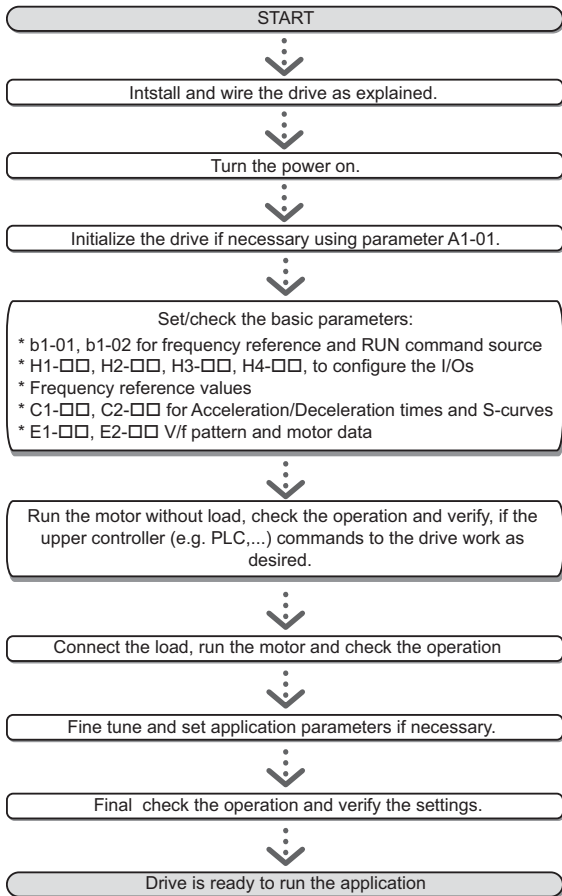 START
Intstall and wire the drive as explained.
Turn the power on.
Initialize the drive if necessary using parameter A1-01.
Set/check the basic parameters:
* b1-01, b1-02 for frequency reference and RUN command source
* H1-□□, H2-□□, H3-□□, H4-□□, to configure the I/Os
* Frequency reference values
* C1-□□, C2-□□ for Acceleration/Deceleration times and S-curves
* E1-□□, E2-□□ V/f pattern and motor data
Run the motor without load, check the operation and verify, if the
upper controller (e.g. PLC,...) commands to the drive work as
desired.
Connect the load, run the motor and check the operation
Fine tune and set application parameters if necessary.
Final check the operation and verify the settings.
Drive is ready to run the application